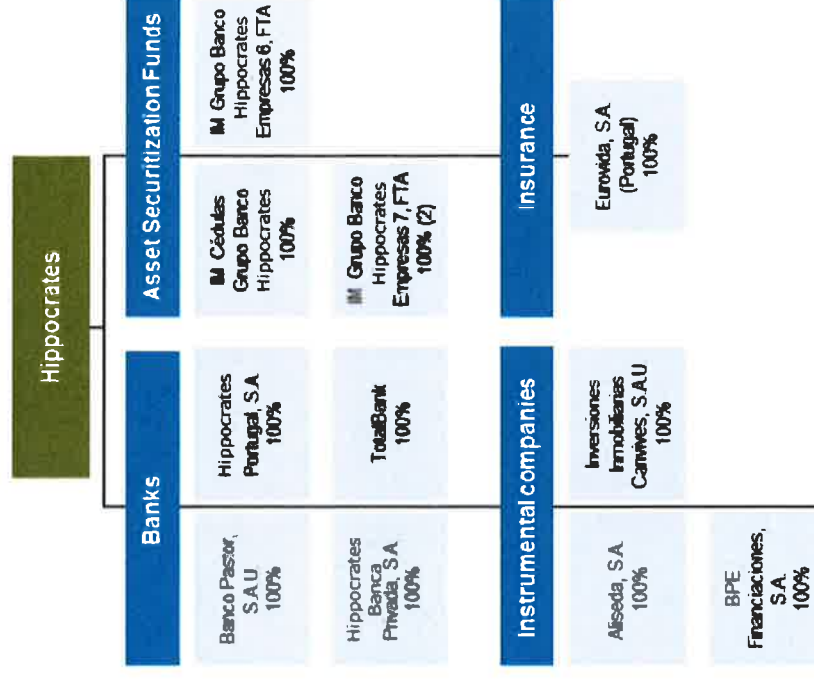 Hippocrates
Banks
Banco Pastor,
S.A.U.
100%
Hippocrates
Portugal, S.A.
100%
Hippocrates
Banca
Privada, S.A.
100%
TotalBank
100%
Asset Securitization Funds
IM Cédulas
Grupo Banco
Hippocrates
100%
IM Grupo Banco
Hippocrates
Empresas 6, FTA
100%
IM Grupo Banco
Hippocrates
Empresas 7, FTA
100% (2)
Instrumental companies
Aliseda, S.A.
100%
Inversiones
Inmobiliarias
Canvives, S.A.U
100%
BPE
Financiaciones,
S.A.
100%
Insurance
Eurovida, S.A.
(Portugal)
100%